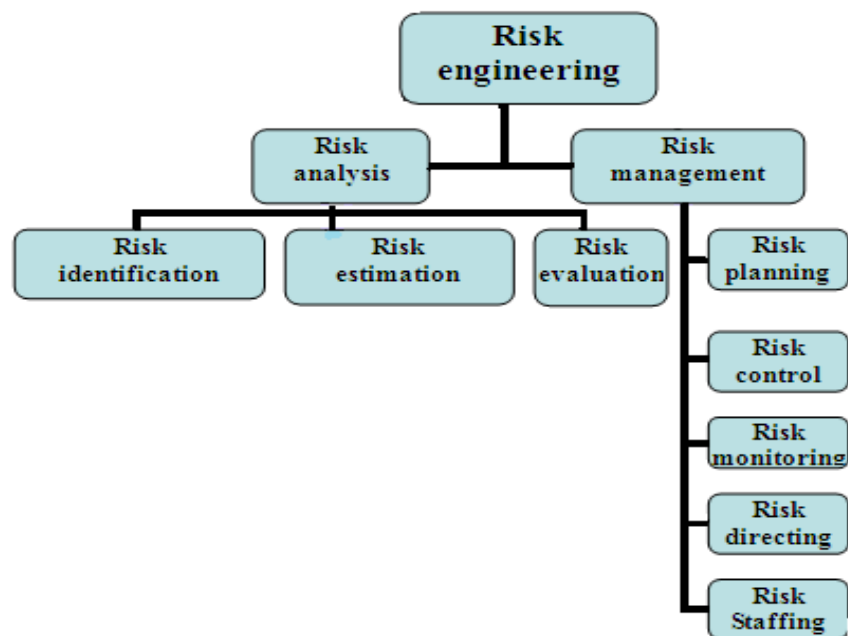 Risk
engineering
Risk
analysis
Risk
management
Risk
identification
Risk
estimation
Risk
evaluation
Risk
planning
Risk
control
Risk
monitoring
Risk
directing
Risk
Staffing